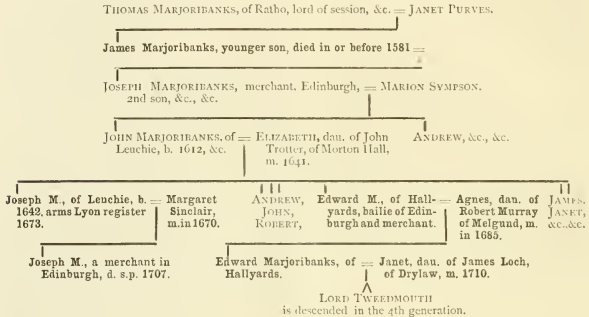 THOMAS MARJORIBANKS, of Ratho, lord of session, &c. = JANET PURVES.
James Marjoribanks, younger son, died in or before 1581 =
JOSEPH MARJORIBANKS, merchant, Edinburgh, = MARION SYMPSON.
2nd son, &c., &c.
JOHN MARJORIBANKS, of = ELIZABETH, dau. of John ANDREW, &c., &c.
Leuchie, b. 1612, &c. Trotter, of Morton Hall,
m. 1641.
Joseph M., of Leuchie, b. = Margaret ANDREW, Edward M., of Hall- = Agnes, dau. of JAMES.
1642, arms Lyon register Sinclair, JOHN, yards, bailie of Edin- Robert Murray JANET,
1673. m. in 1670. ROBERT, burgh and merchant. of Melgund, m. &c., &c.
in 1685.
Joseph M., a merchant in Edward Marjoribanks, of = Janet, dau. of James Loch,
Edinburgh, d. s.p. 1707. Hallyards. of Drylaw, m. 1710.
LORD TWEEDMOUTH
is descended in the 4th generation.